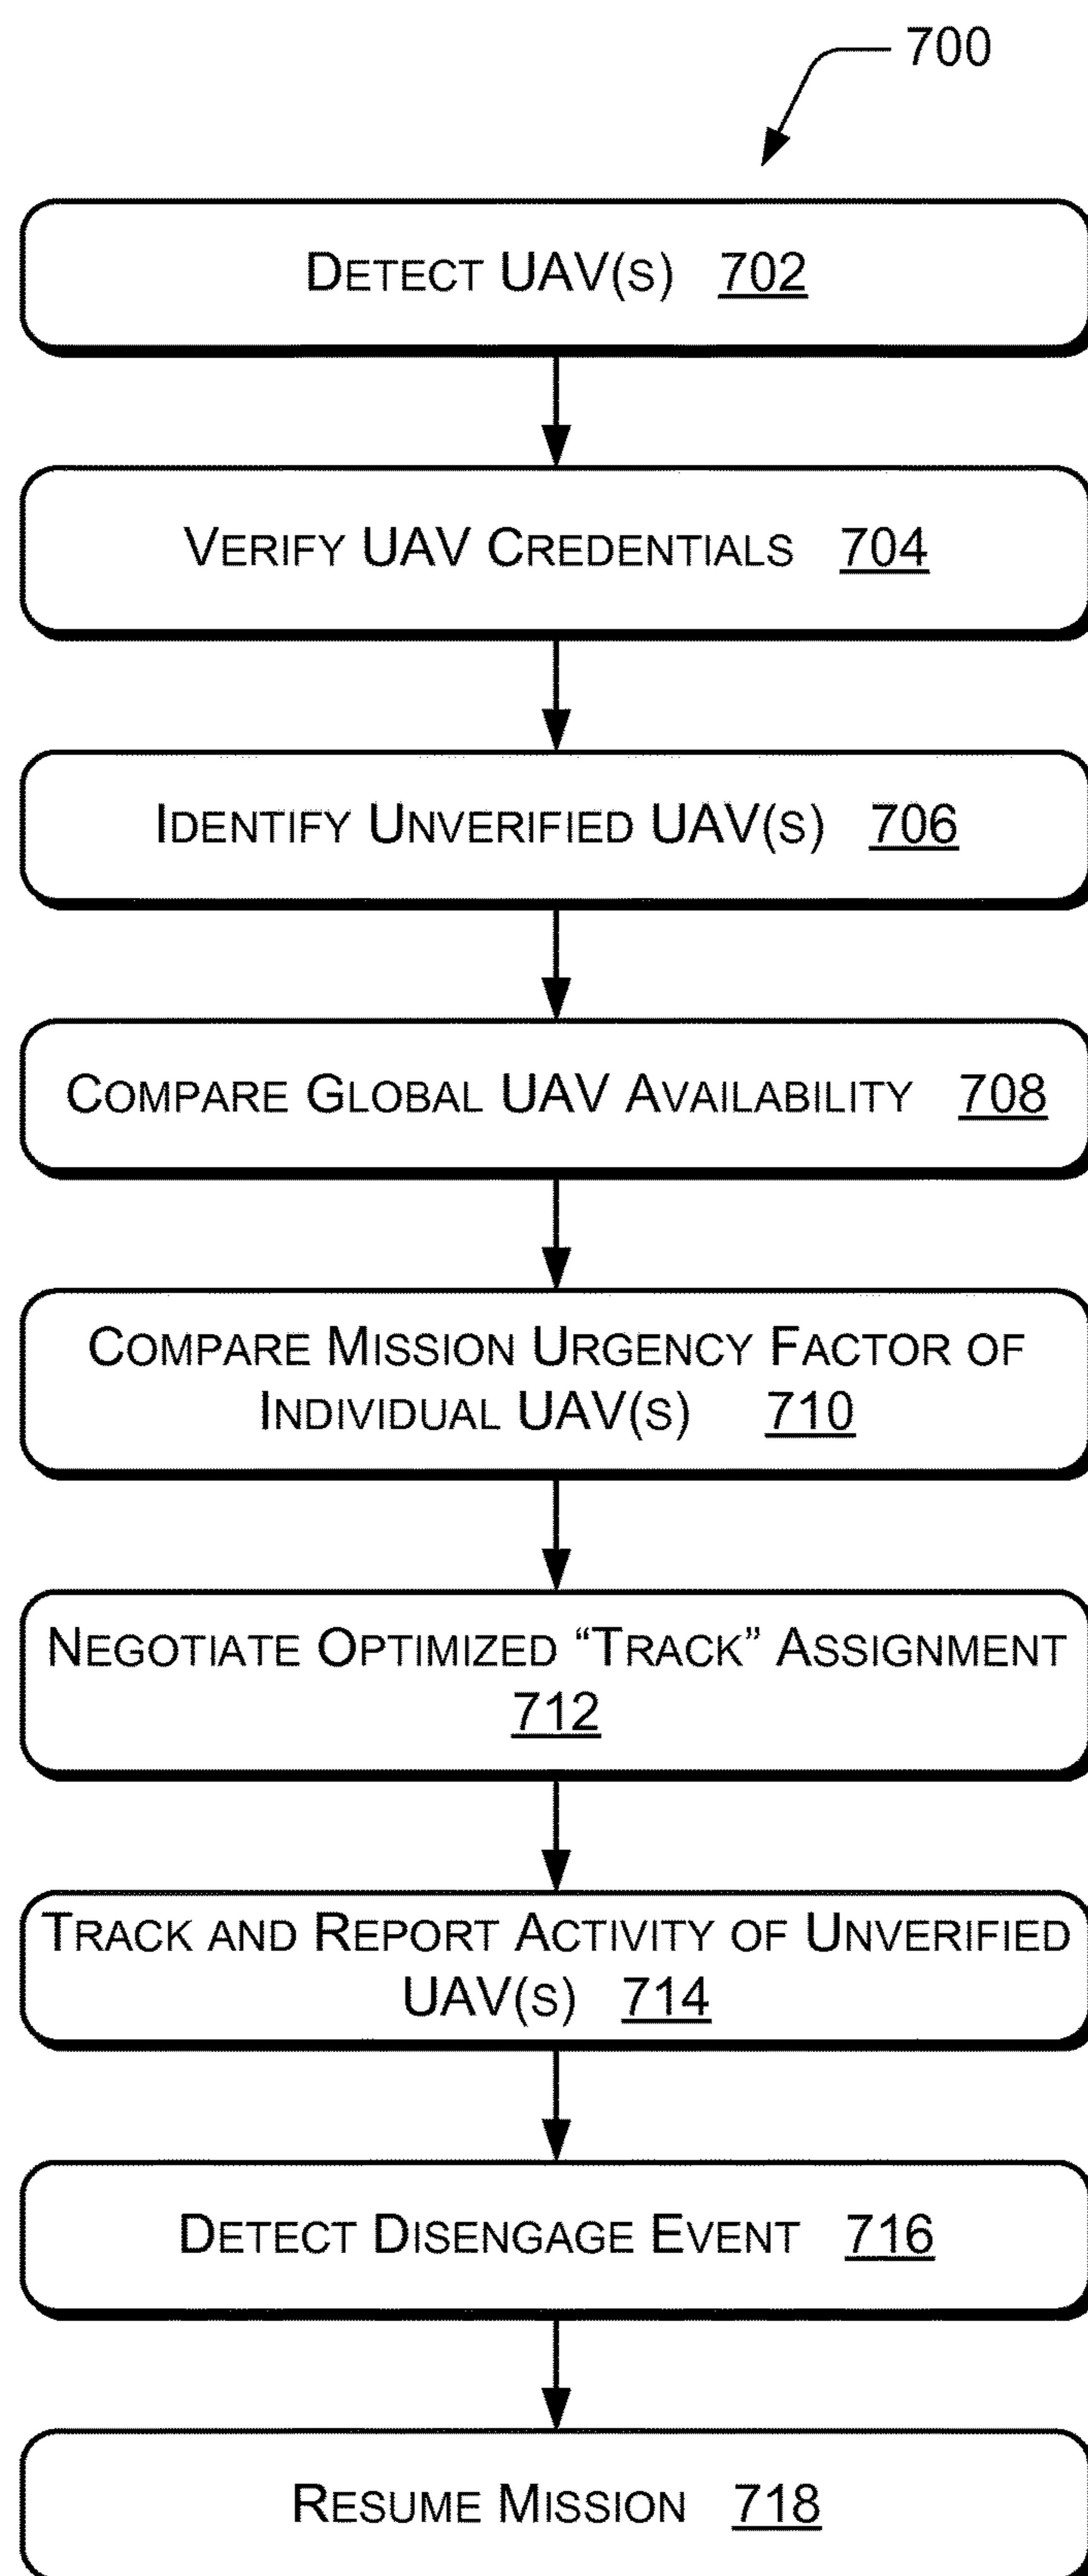 700
DETECT UAV(S) 702
VERIFY UAV CREDENTIALS 704
IDENTIFY UNVERIFIED UAV(S) 706
COMPARE GLOBAL UAV AVAILABILITY 708
COMPARE MISSION URGENCY FACTOR OF
INDIVIDUAL UAV(S) 710
NEGOTIATE OPTIMIZED “TRACK” ASSIGNMENT
712
TRACK AND REPORT ACTIVITY OF UNVERIFIED
UAV(S) 714
DETECT DISENGAGE EVENT 716
RESUME MISSION 718